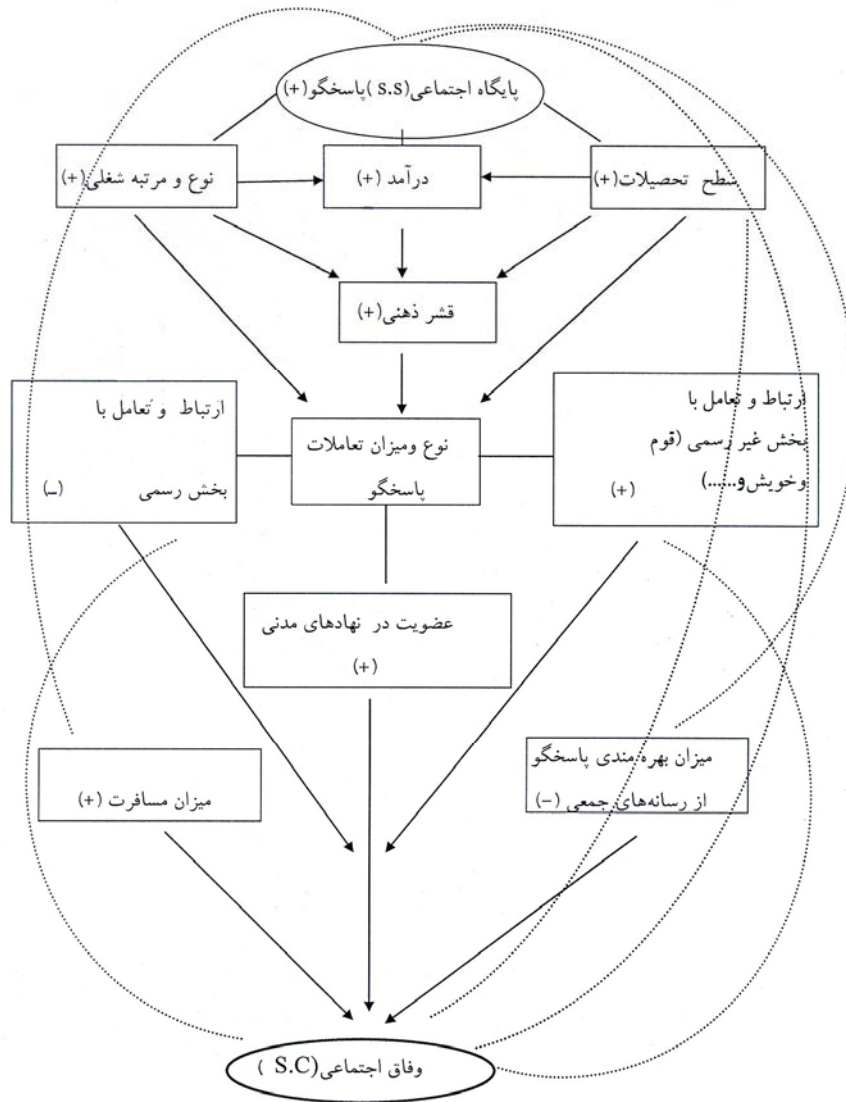 پایگاه اجتماعی(S.S) پاسخگو(+)
سطح تحصیلات(+)
درآمد (+)
نوع و مرتبه شغلی(+)
قشر ذهنی(+)
ارتباط و تعامل با
بخش غیر رسمی (قوم
وخویش‌و......) (+)
نوع ومیزان تعاملات
پاسخگو
ارتباط و تعامل با
بخش رسمی (–)
عضویت در نهادهای مدنی
(+)
میزان بهره مندی پاسخگو
از رسانه‌های جمعی (–)
میزان مسافرت (+)
وفاق اجتماعی(S.C )